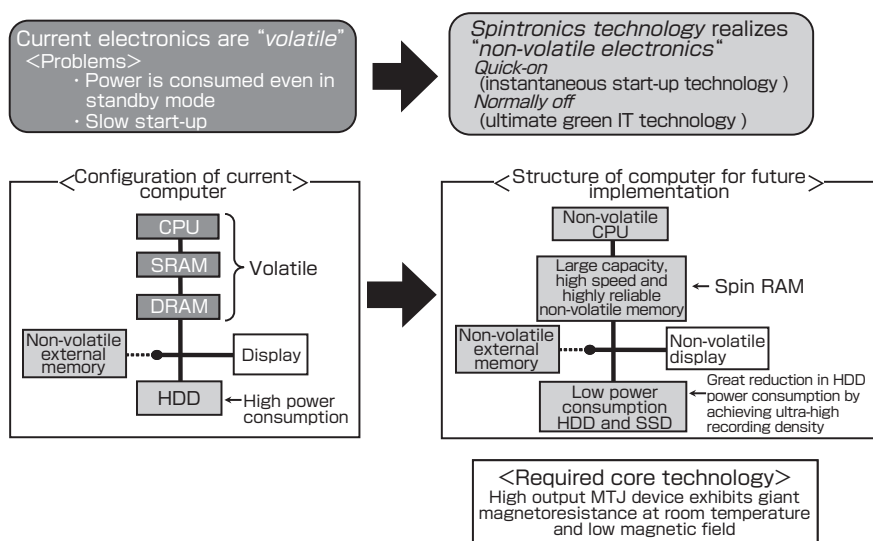 Current electronics are “volatile”
<Problems>
・Power is consumed even in
standby mode
・Slow start-up
Spintronics technology realizes
“non-volatile electronics“
Quick-on
(instantaneous start-up technology )
Normally off
(ultimate green IT technology )
<Configuration of current
computer>
CPU
SRAM
DRAM
Volatile
Non-volatile
external
memory
Display
HDD
←High power
consumption
<Structure of computer for future
implementation>
Non-volatile
CPU
Large capacity,
high speed and
highly reliable
non-volatile memory
← Spin RAM
Non-volatile
external
memory
Non-volatile
display
Low power
consumption
HDD and SSD
Great reduction in HDD
←power consumption by
achieving ultra-high
recording density
<Required core technology>
High output MTJ device exhibits giant
magnetoresistance at room temperature
and low magnetic field